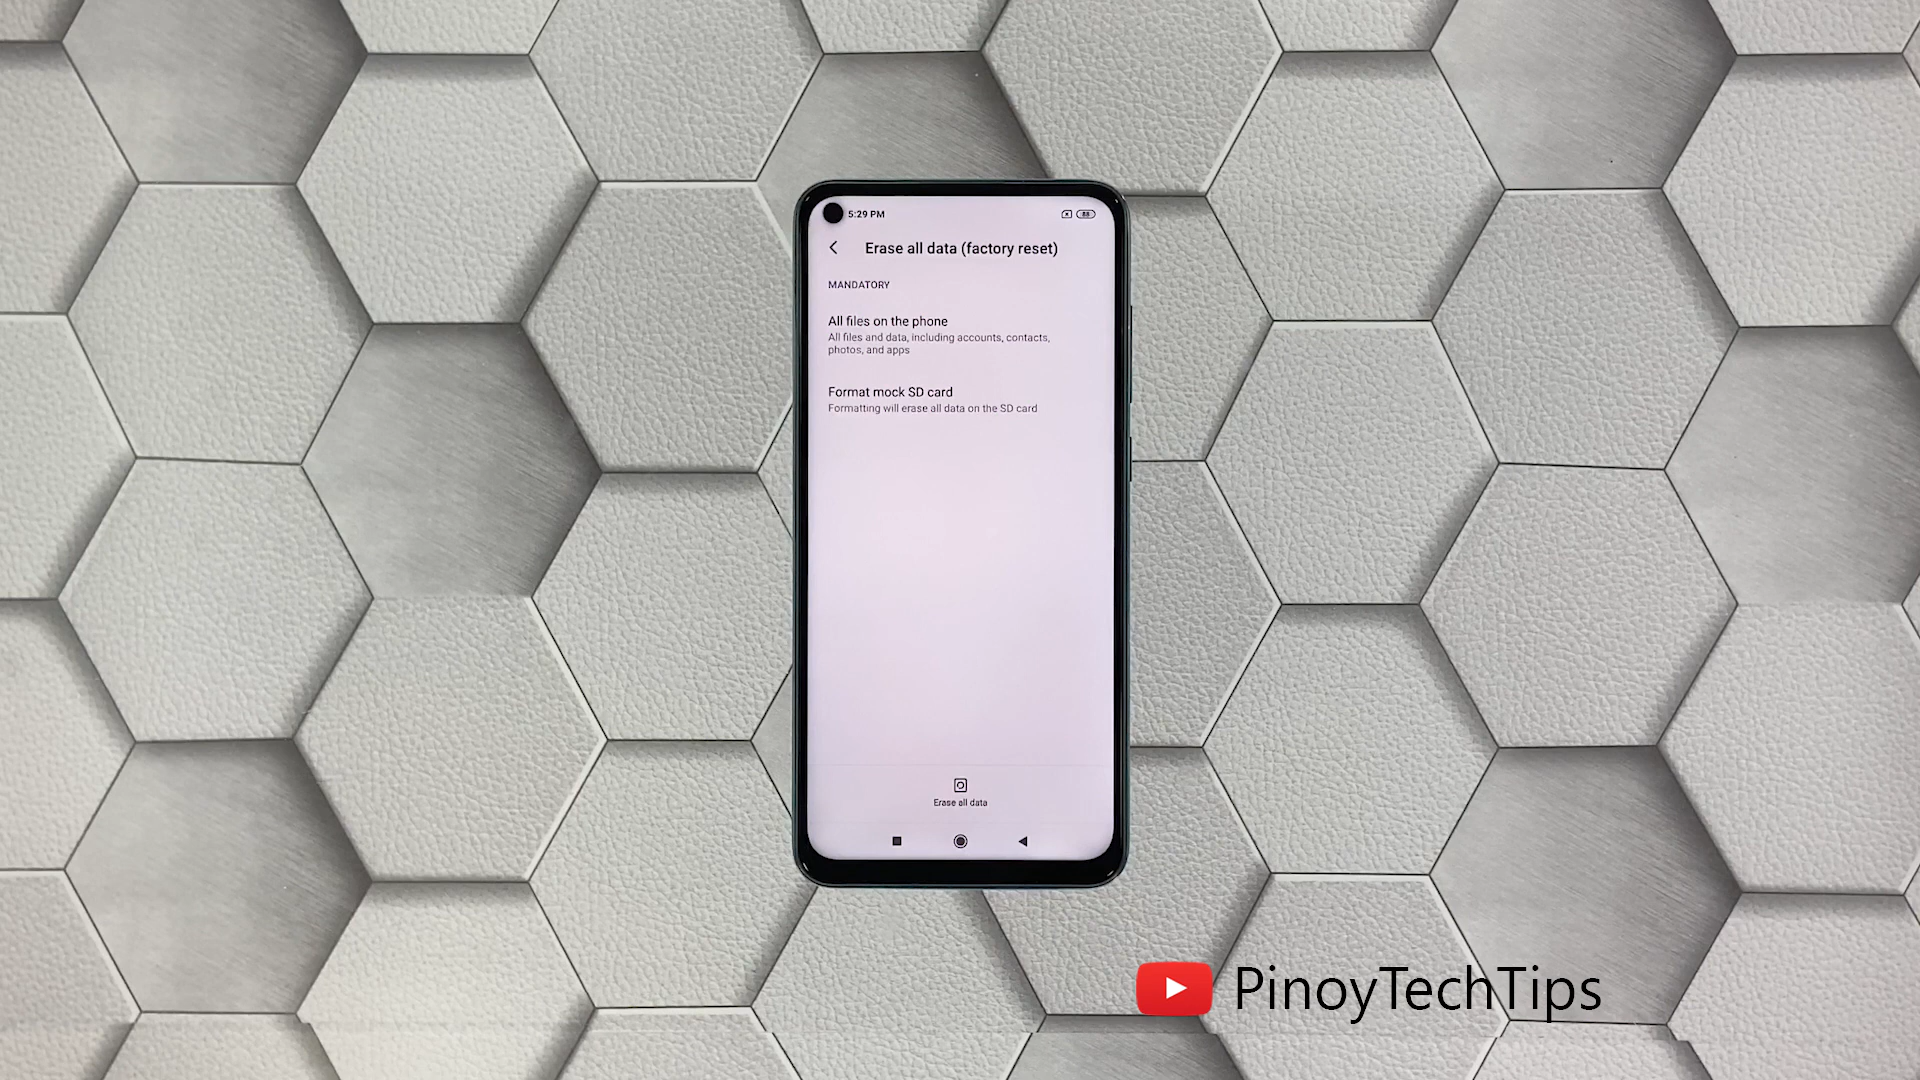 5:29 PM
88
Erase all data (factory reset)
MANDATORY
All files on the phone
All files and data, including accounts, contacts,
photos, and apps
Format mock SD card
Formatting will erase all data on the SD card
Erase all data
PinoyTechTips